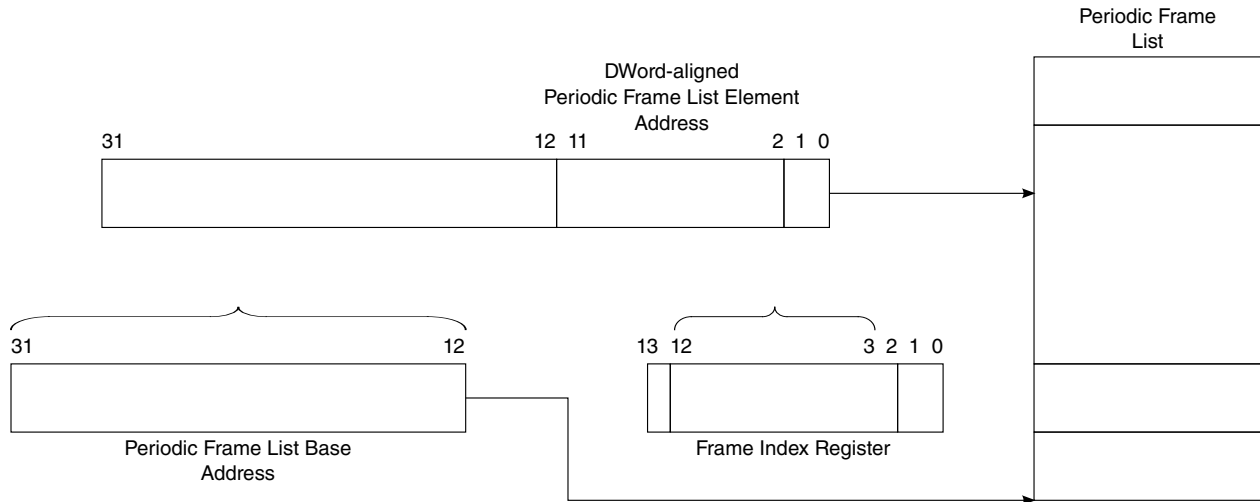 Periodic Frame
List
DWord-aligned
Periodic Frame List Element
Address
31 12 11 2 1 0
31 12 13 12 3 2 1 0
Periodic Frame List Base
Address
Frame Index Register